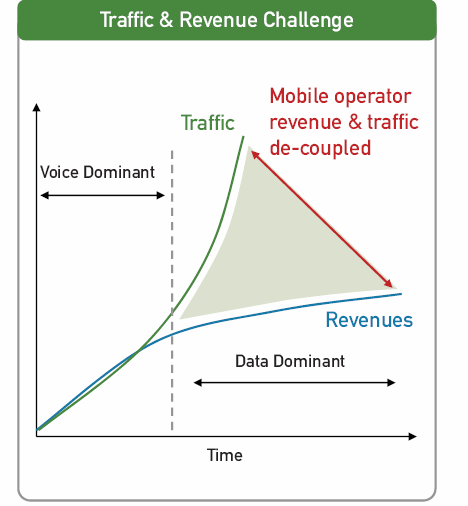 Traffic & Revenue Challenge
Mobile operator
revenue & traffic
de-coupled
Traffic
Voice Dominant
Revenues
Data Dominant
Time